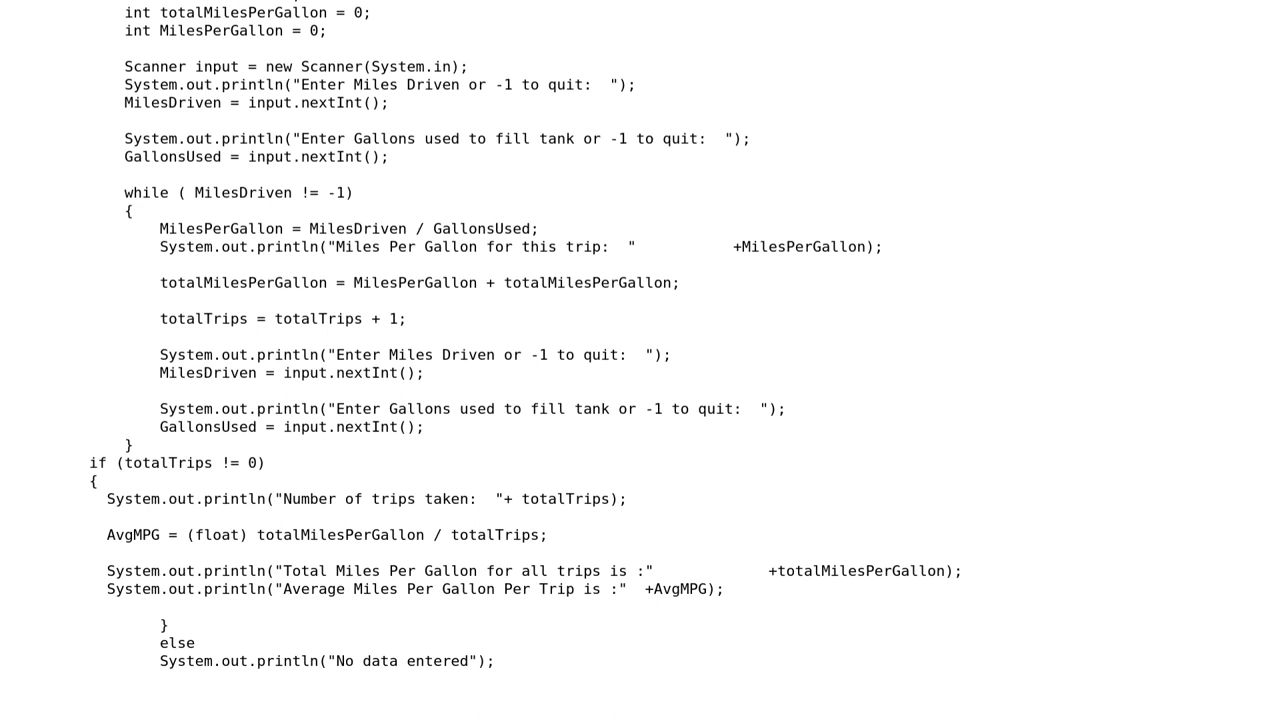 int totalMilesPerGallon = 0;
int MilesPerGallon = 0;
Scanner input = new Scanner(System.in);
System.out.println("Enter Miles Driven or -1 to quit:  ");
MilesDriven = input.nextInt();
System.out.println("Enter Gallons used to fill tank or -1 to quit:  ");
GallonsUsed = input.nextInt();
while ( MilesDriven != -1)
{
MilesPerGallon = MilesDriven / GallonsUsed;
System.out.println("Miles Per Gallon for this trip:  "           +MilesPerGallon);
totalMilesPerGallon = MilesPerGallon + totalMilesPerGallon;
totalTrips = totalTrips + 1;
System.out.println("Enter Miles Driven or -1 to quit:  ");
MilesDriven = input.nextInt();
System.out.println("Enter Gallons used to fill tank or -1 to quit:  ");
GallonsUsed = input.nextInt();
}
if (totalTrips != 0)
{
System.out.println("Number of trips taken:  "+ totalTrips);
AvgMPG = (float) totalMilesPerGallon / totalTrips;
System.out.println("Total Miles Per Gallon for all trips is :"             +totalMilesPerGallon);
System.out.println("Average Miles Per Gallon Per Trip is :"  +AvgMPG);
}
else
System.out.println("No data entered");